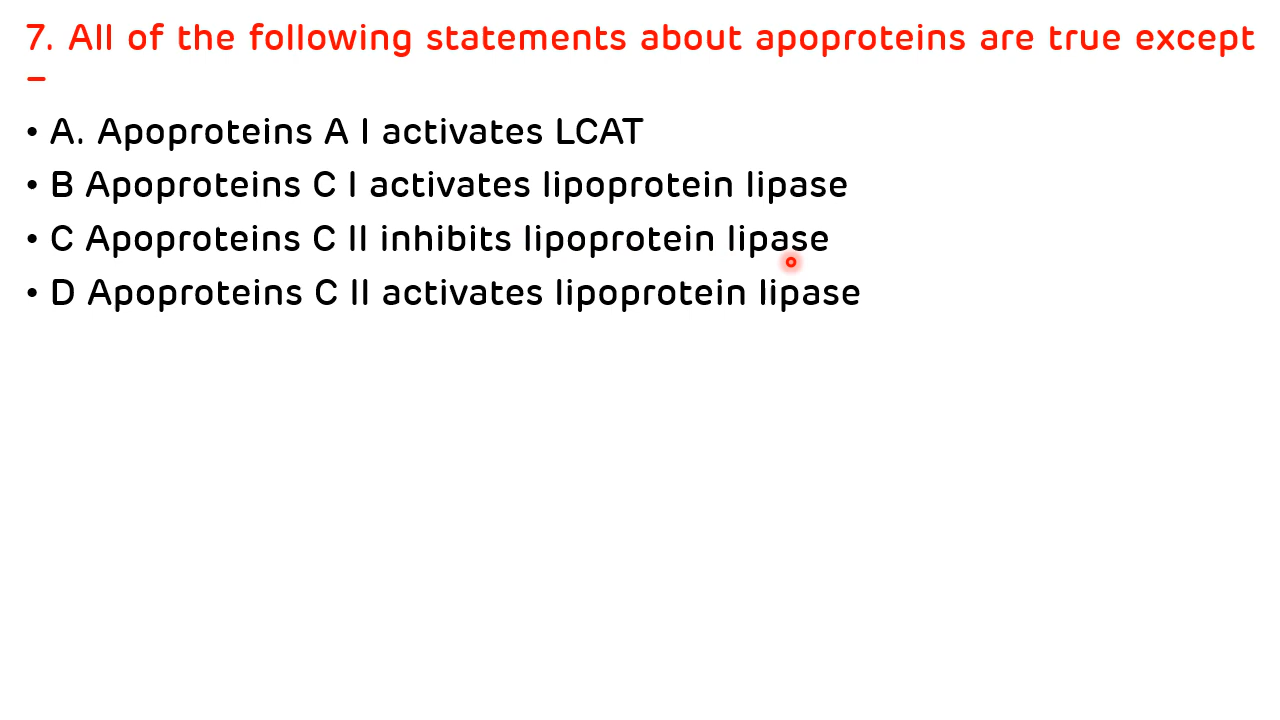 7. All of the following statements about apoproteins are true except
–
• A. Apoproteins A I activates LCAT
• B Apoproteins C I activates lipoprotein lipase
• C Apoproteins C II inhibits lipoprotein lipase
• D Apoproteins C II activates lipoprotein lipase